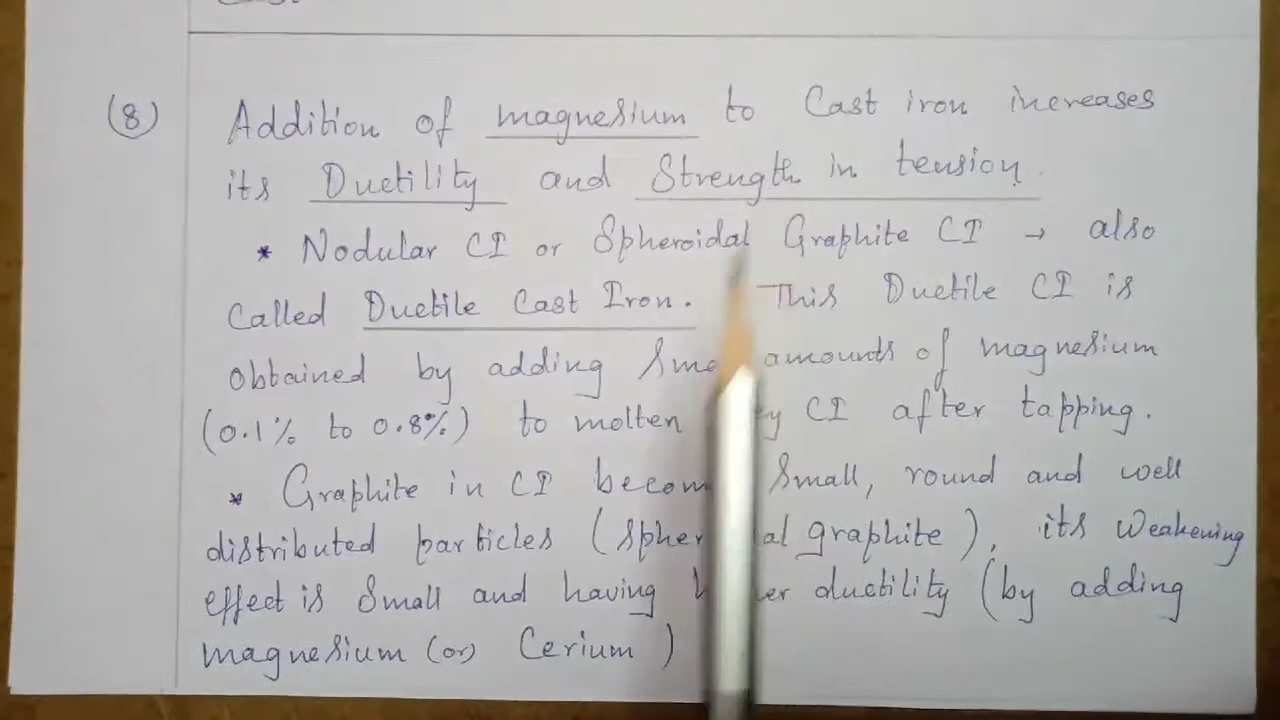 (8) Addition of magnesium to Cast iron increases
its Ductility and Strength in tension.
* Nodular CI or Spheroidal Graphite CI → also
Called Ductile Cast Iron. This Ductile CI is
obtained by adding amounts of magnesium
(0.1% to 0.8%) to molten CI after tapping.
* Graphite in CI Small, round and well
distributed particles ( graphite), its Weakening
effect is Small and having ductility (by adding
magnesium (or) Cerium)